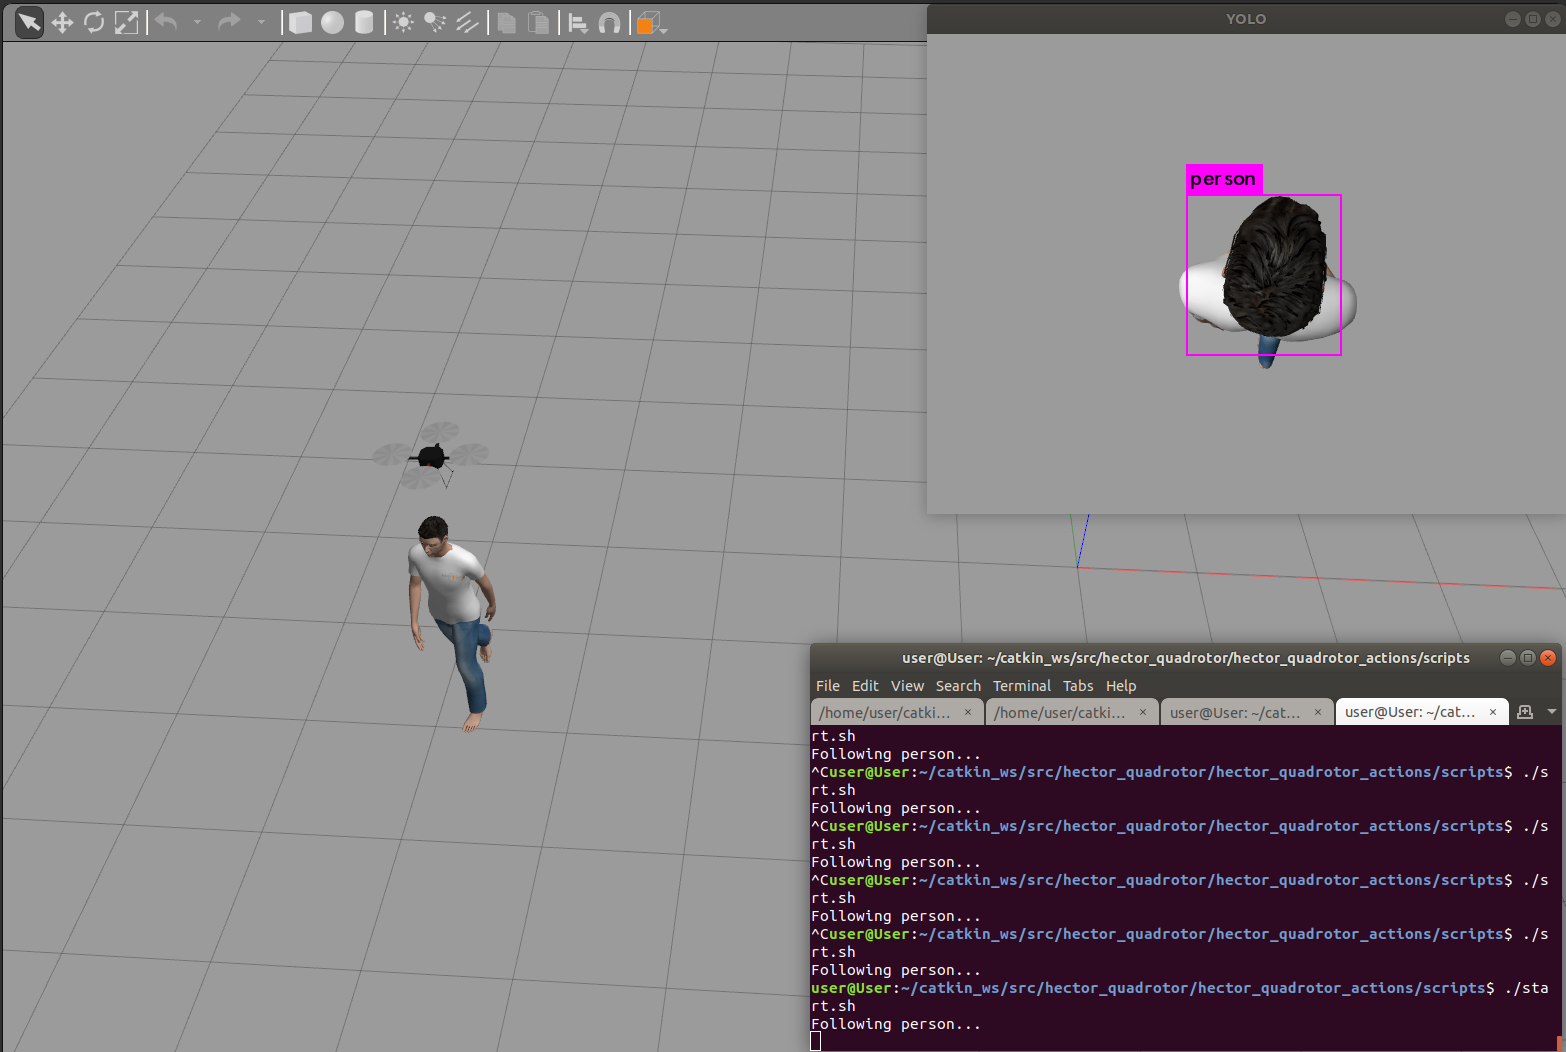 YOLO
person
user@User: ~/catkin_ws/src/hector_quadrotor/hector_quadrotor_actions/scripts
File Edit View Search Terminal Tabs Help
/home/user/catki... × /home/user/catki... × user@User: ~/cat... × user@User: ~/cat... ×
rt.sh
Following person...
^Cuser@User:~/catkin_ws/src/hector_quadrotor/hector_quadrotor_actions/scripts$ ./s
rt.sh
Following person...
^Cuser@User:~/catkin_ws/src/hector_quadrotor/hector_quadrotor_actions/scripts$ ./s
rt.sh
Following person...
^Cuser@User:~/catkin_ws/src/hector_quadrotor/hector_quadrotor_actions/scripts$ ./s
rt.sh
Following person...
^Cuser@User:~/catkin_ws/src/hector_quadrotor/hector_quadrotor_actions/scripts$ ./s
rt.sh
Following person...
user@User:~/catkin_ws/src/hector_quadrotor/hector_quadrotor_actions/scripts$ ./sta
rt.sh
Following person...